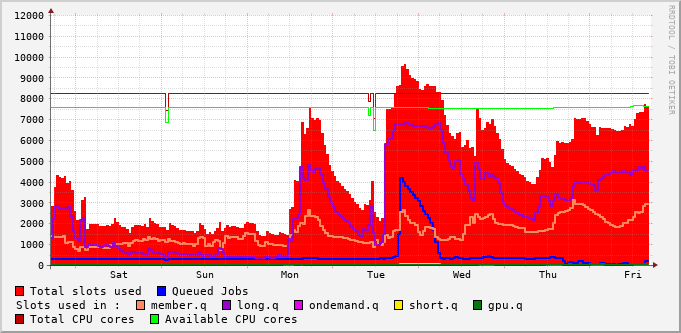 12000
11000
10000
9000
8000
7000
6000
5000
4000
3000
2000
1000
0
Sat Sun Mon Tue Wed Thu Fri
Total slots used Queued Jobs
Slots used in : member.q long.q ondemand.q short.q gpu.q
Total CPU cores Available CPU cores
RRDTOOL / TOBI OETIKER